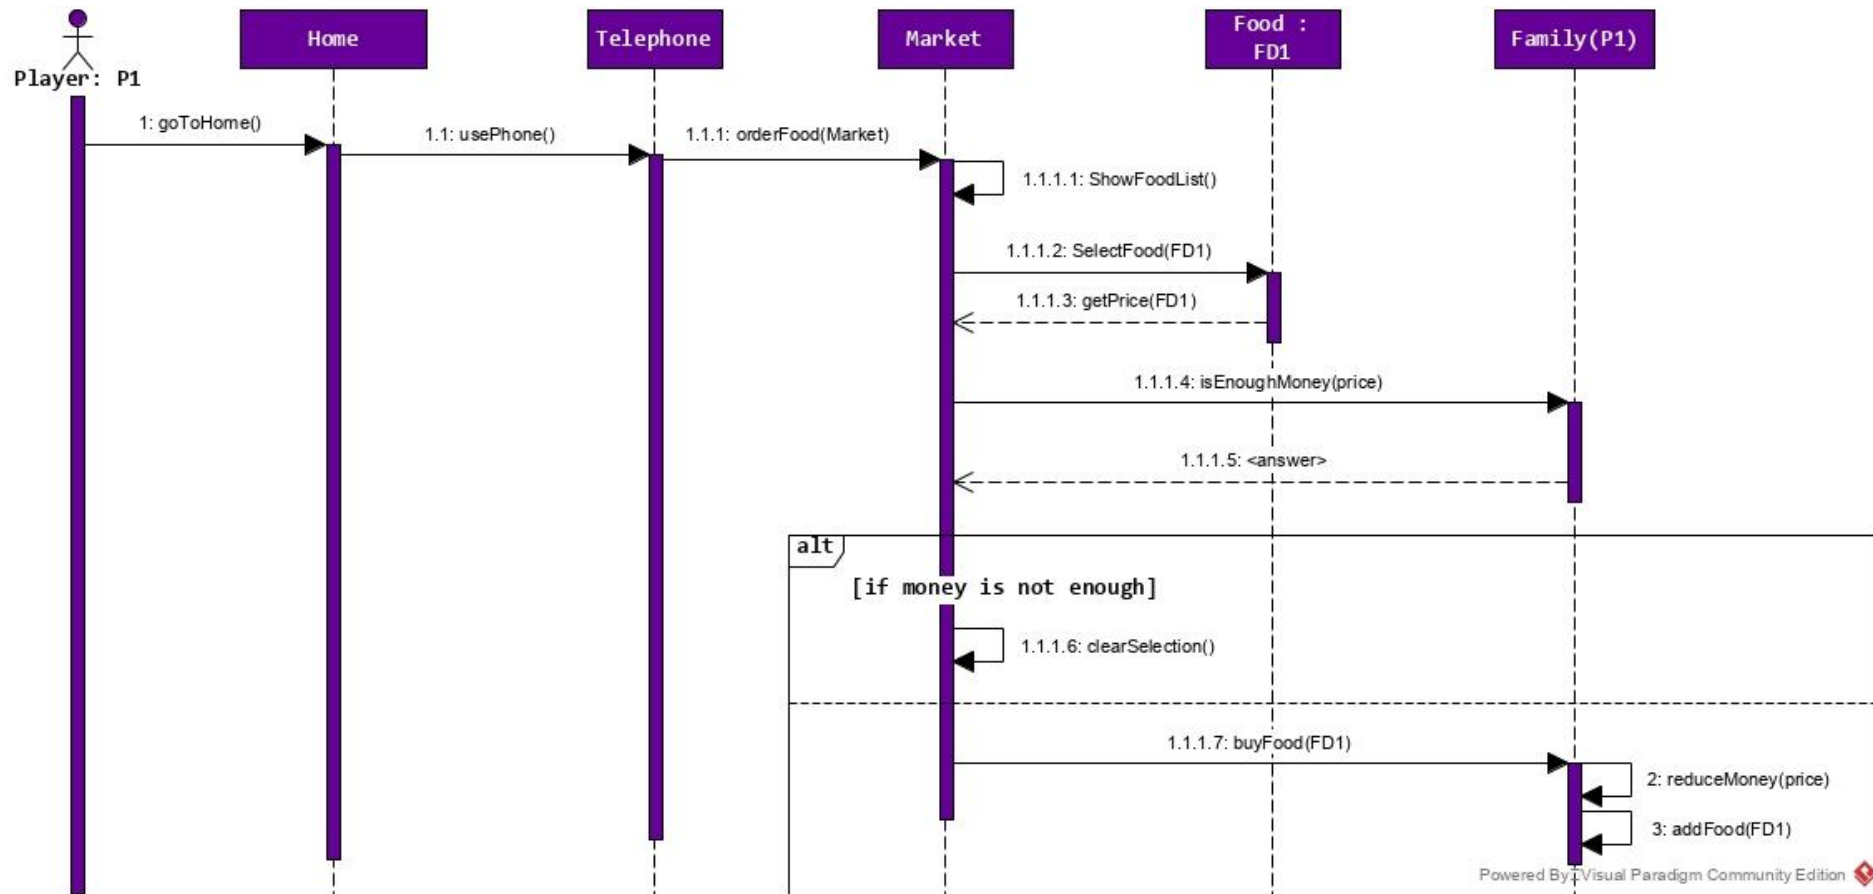 Player: P1
Home
Telephone
Market
Food :
FD1
Family(P1)
1: goToHome()
1.1: usePhone()
1.1.1: orderFood(Market)
1.1.1.1: ShowFoodList()
1.1.1.2: SelectFood(FD1)
1.1.1.3: getPrice(FD1)
1.1.1.4: isEnoughMoney(price)
1.1.1.5: <answer>
alt
[if money is not enough]
1.1.1.6: clearSelection()
1.1.1.7: buyFood(FD1)
2: reduceMoney(price)
3: addFood(FD1)
Powered By Visual Paradigm Community Edition